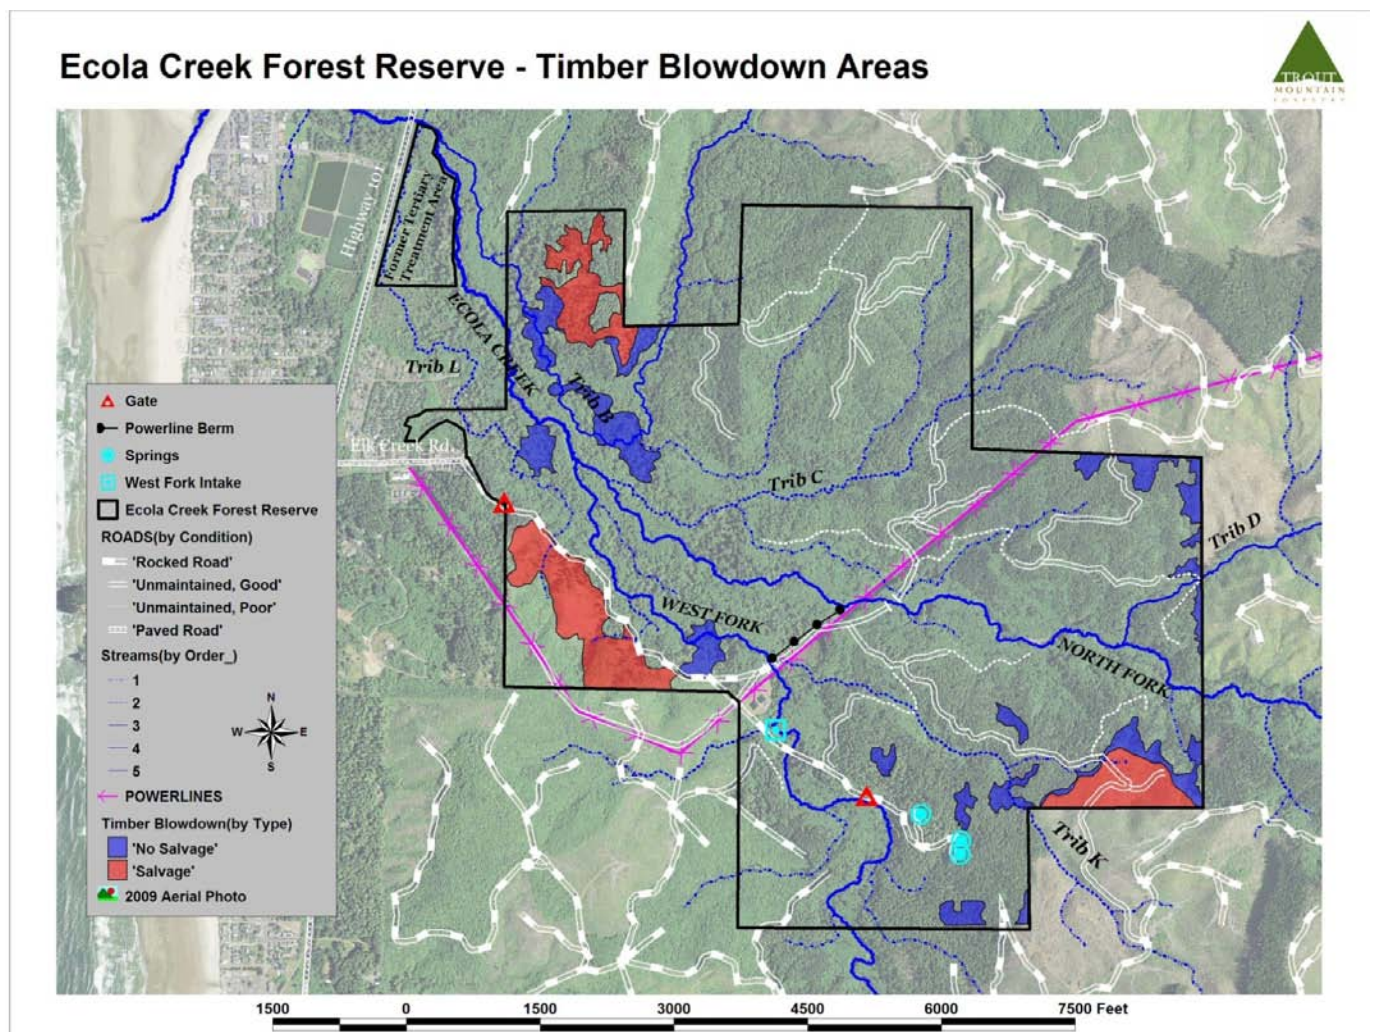 Ecola Creek Forest Reserve - Timber Blowdown Areas
TROUT
MOUNTAIN
FORESTRY
Highway 101
Former Tertiary
Treatment Area
ECOLA CREEK
Trib B
Trib L
Elk Creek Rd.
Trib C
Trib D
WEST FORK
NORTH FORK
Trib K
Gate
Powerline Berm
Springs
West Fork Intake
Ecola Creek Forest Reserve
ROADS(by Condition)
'Rocked Road'
'Unmaintained, Good'
'Unmaintained, Poor'
'Paved Road'
Streams(by Order_)
1
2
3
4
5
N
W E
S
POWERLINES
Timber Blowdown(by Type)
'No Salvage'
'Salvage'
2009 Aerial Photo
1500 0 1500 3000 4500 6000 7500 Feet